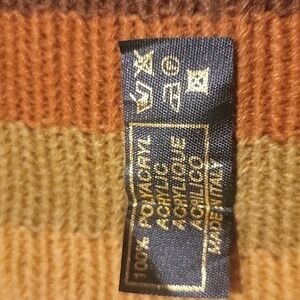 100% POLYACRYL
ACRYLIC
ACRYLIQUE
ACRILICO
MADE IN ITALY